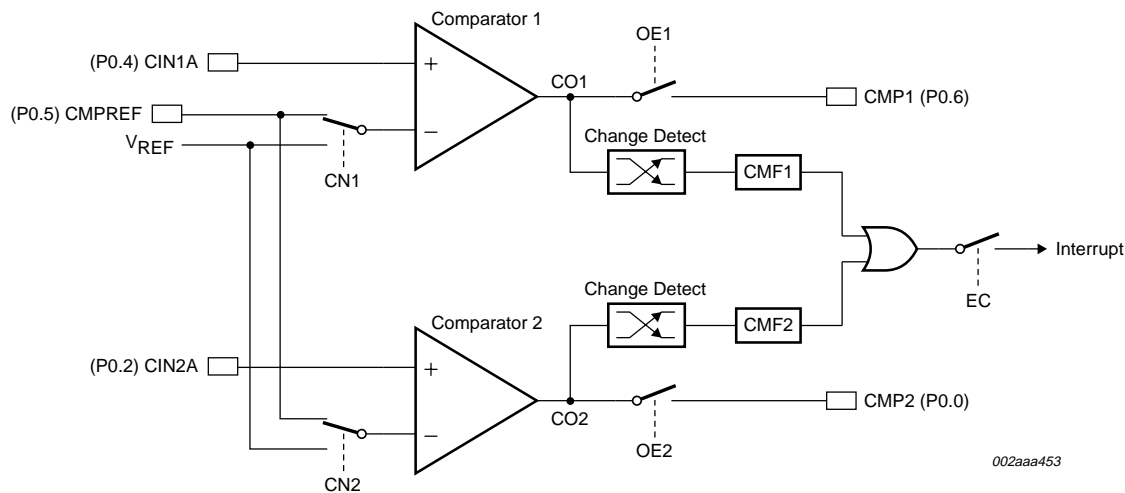 Comparator 1
OE1
(P0.4) CIN1A
+
CO1
CMP1 (P0.6)
(P0.5) CMPREF
−
Change Detect
VREF
CN1
CMF1
Interrupt
EC
Change Detect
Comparator 2
CMF2
(P0.2) CIN2A
+
CMP2 (P0.0)
CO2
−
OE2
CN2
002aaa453